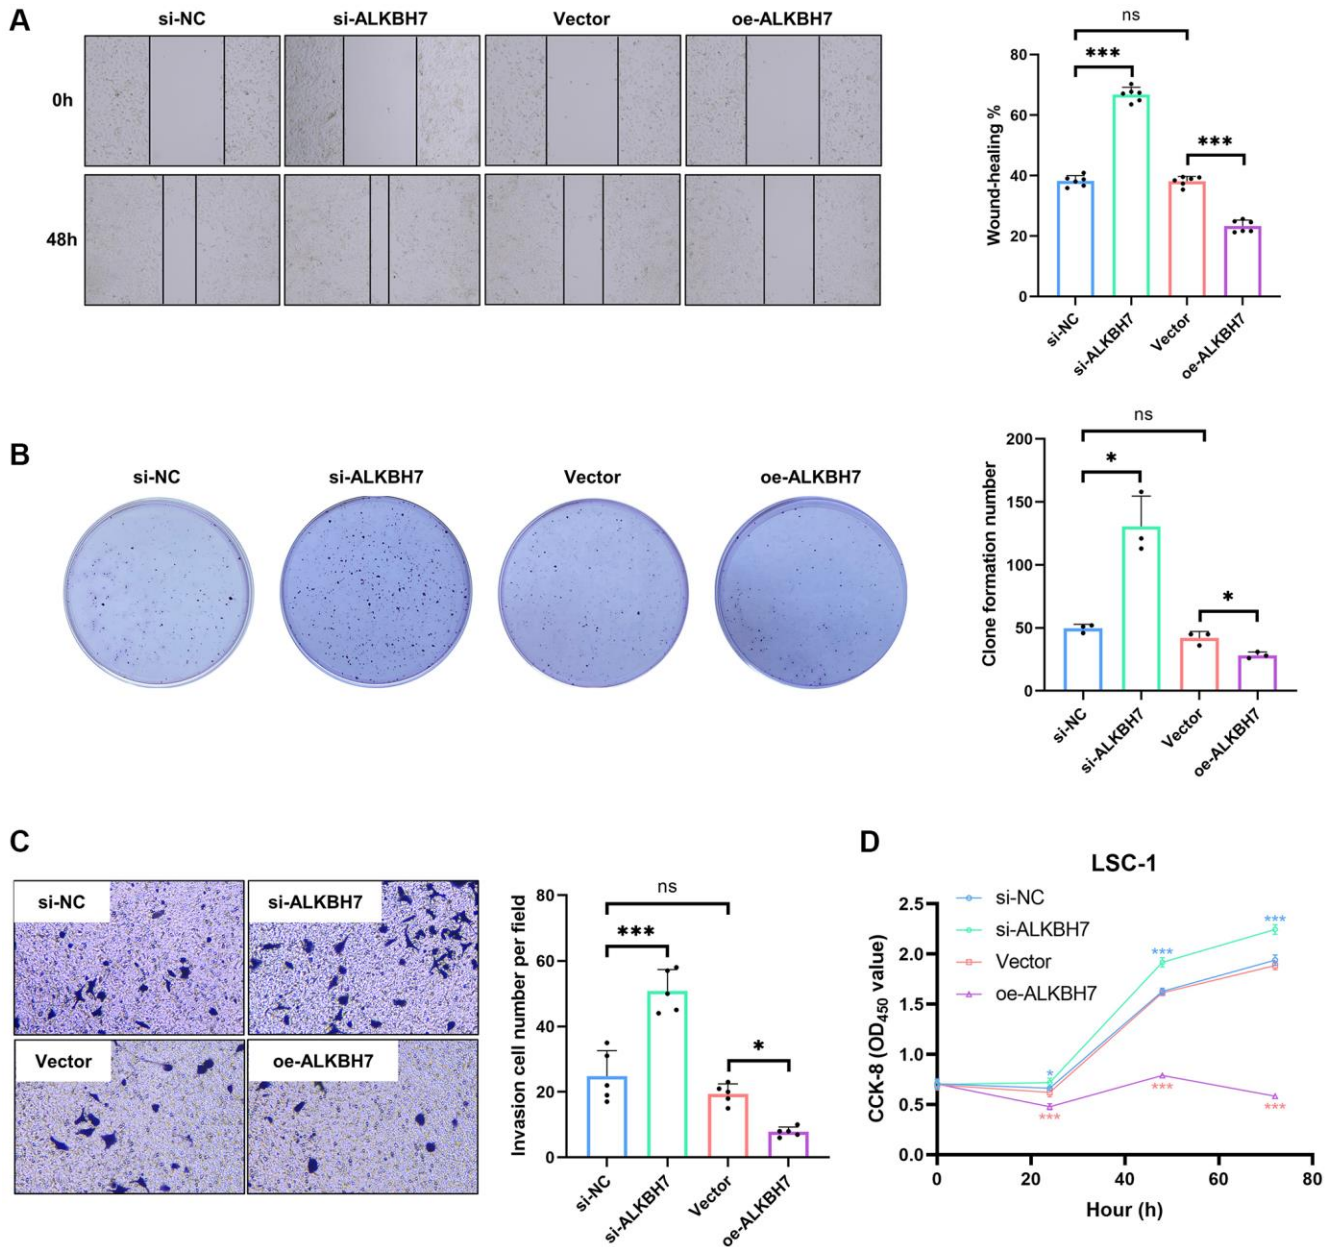 A
si-NC si-ALKBH7 Vector oe-ALKBH7
0h
48h
ns
***
***
Wound-healing %
80
60
40
20
0
si-NC si-ALKBH7 Vector oe-ALKBH7
B
si-NC si-ALKBH7 Vector oe-ALKBH7
ns
*
*
Clone formation number
200
150
100
50
0
si-NC si-ALKBH7 Vector oe-ALKBH7
C
si-NC si-ALKBH7
Vector oe-ALKBH7
ns
***
*
Invasion cell number per field
80
60
40
20
0
si-NC si-ALKBH7 Vector oe-ALKBH7
D
LSC-1
si-NC
si-ALKBH7
Vector
oe-ALKBH7
CCK-8 (OD450 value)
2.5
2.0
1.5
1.0
0.5
0.0
*
***
***
***
***
***
0 20 40 60 80
Hour (h)